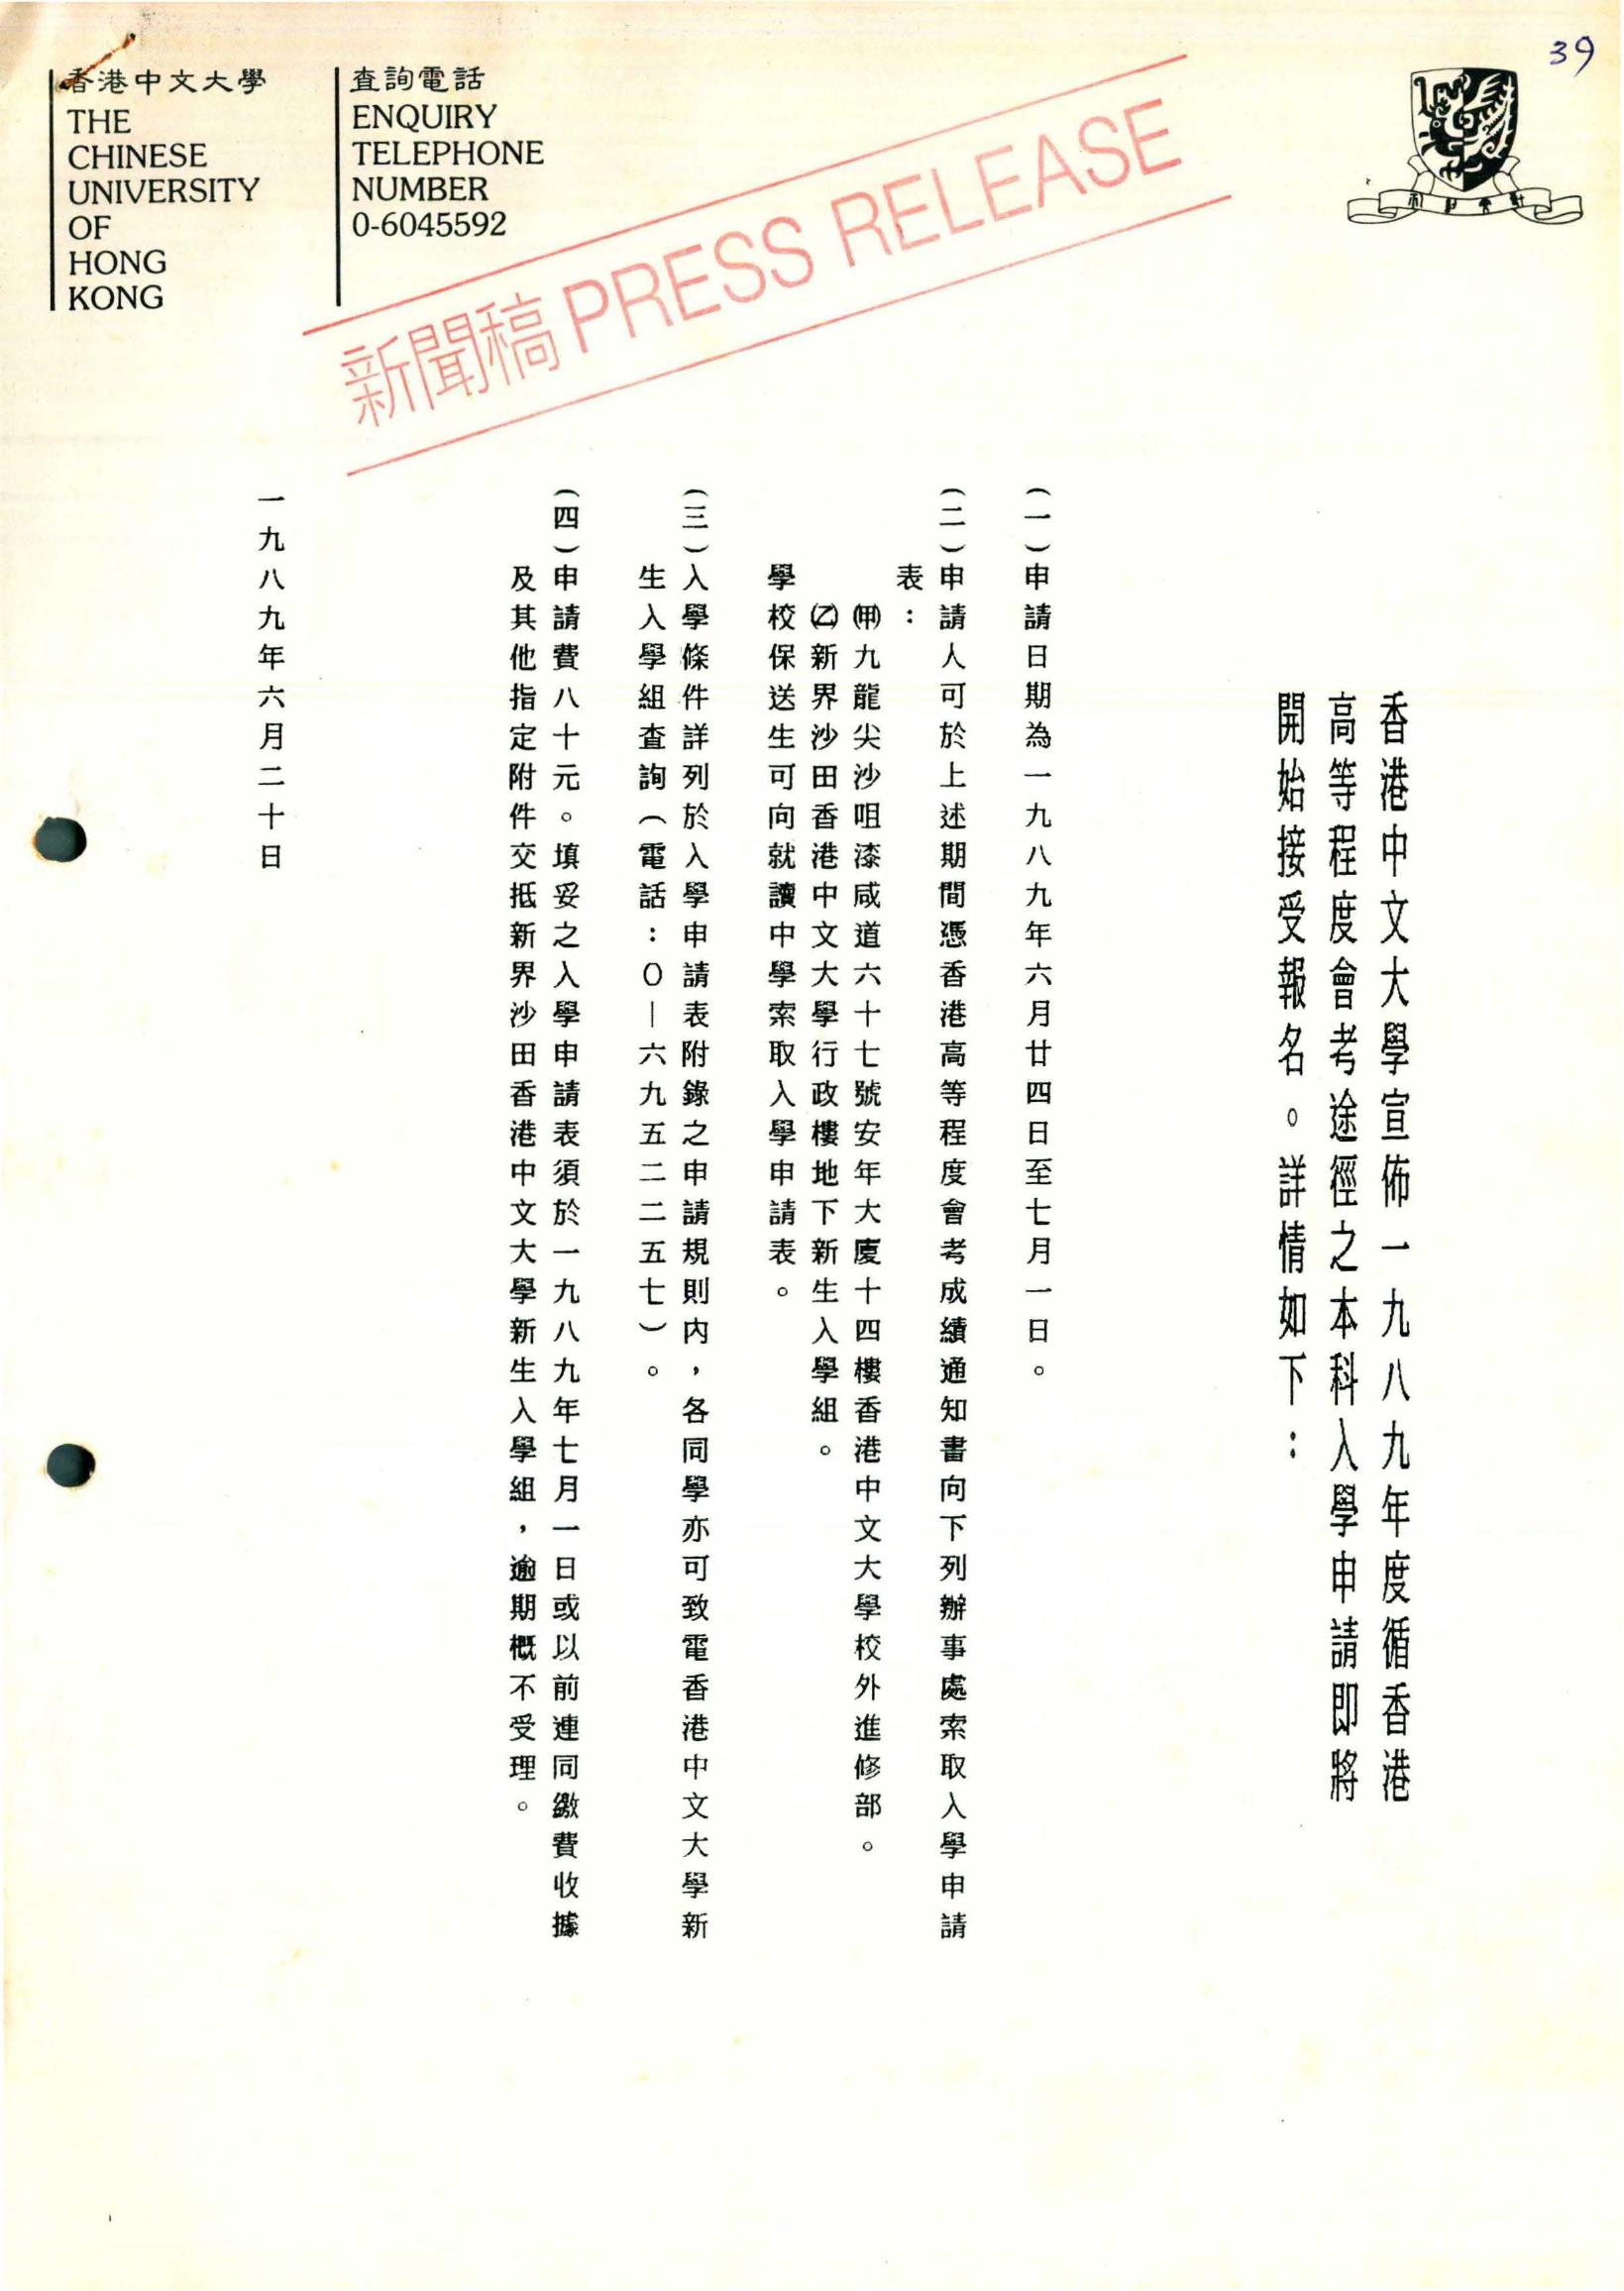 39
香港中文大學
THE
CHINESE
UNIVERSITY
OF
HONG
KONG
查詢電話
ENQUIRY
TELEPHONE
NUMBER
0-6045592
新聞稿 PRESS RELEASE
香港中文大學宣佈一九八九年度循香港
高等程度會考途徑之本科入學申請即將
開始接受報名。詳情如下：
(一)申請日期為一九八九年六月廿四日至七月一日。
(二)申請人可於上述期間憑香港高等程度會考成績通知書向下列辦事處索取入學申請
表：
㈙九龍尖沙咀漆咸道六十七號安年大廈十四樓香港中文大學校外進修部。
㈚新界沙田香港中文大學行政樓地下新生入學組。
學校保送生可向就讀中學索取入學申請表。
(三)入學條件詳列於入學申請表附錄之申請規則內，各同學亦可致電香港中文大學新
生入學組查詢(電話：〇—六九五二二五七)。
(四)申請費八十元。填妥之入學申請表須於一九八九年七月一日或以前連同繳費收據
及其他指定附件交抵新界沙田香港中文大學新生入學組，逾期概不受理。
一九八九年六月二十日